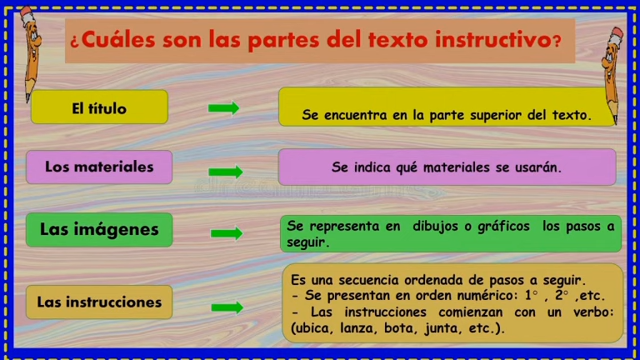 ¿Cuáles son las partes del texto instructivo?
El título
Se encuentra en la parte superior del texto.
Los materiales
Se indica qué materiales se usarán.
Las imágenes
Se representa en dibujos o gráficos los pasos a
seguir.
Las instrucciones
Es una secuencia ordenada de pasos a seguir.
- Se presentan en orden numérico: 1° , 2° ,etc.
- Las instrucciones comienzan con un verbo:
(ubica, lanza, bota, junta, etc.).